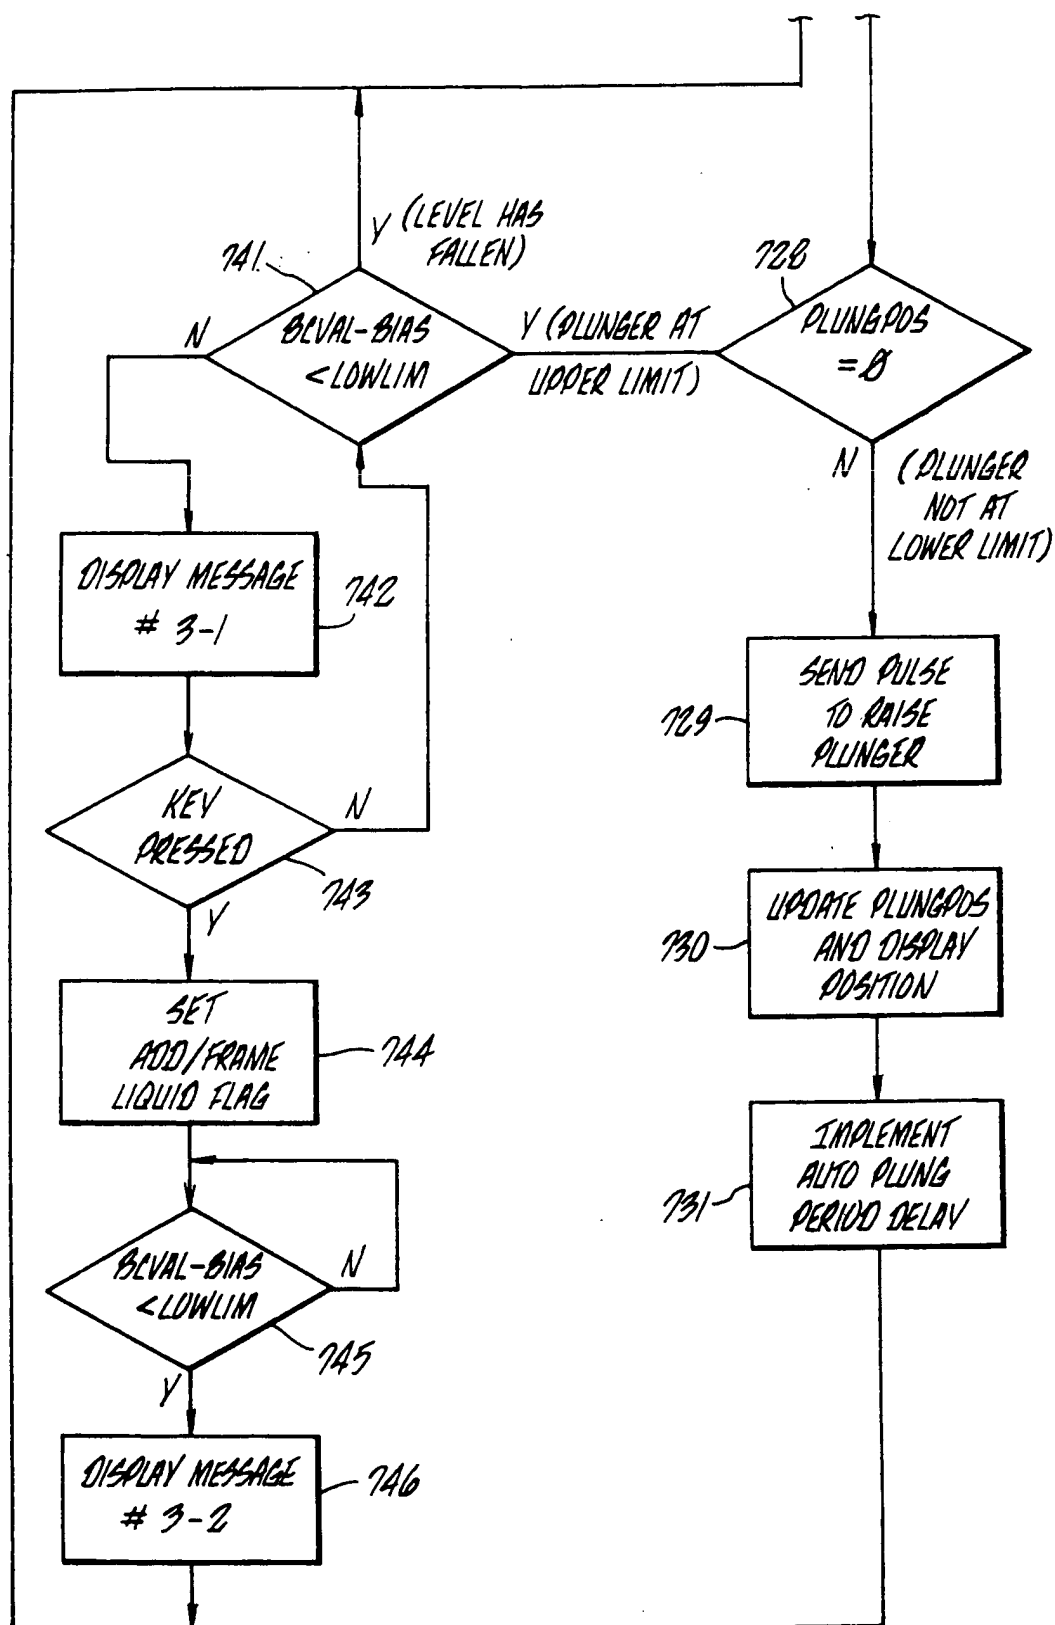 Y (LEVEL HAS
FALLEN)
741
BCVAL-BIAS
<LOWLIM
N
Y (PLUNGER AT
UPPER LIMIT)
728
PLUNGPOS
=Ø
N
(PLUNGER
NOT AT
LOWER LIMIT)
DISPLAY MESSAGE
# 3-1
742
KEY
PRESSED
N
743
Y
SET
ADD/FRAME
LIQUID FLAG
744
BCVAL-BIAS
<LOWLIM
N
745
Y
DISPLAY MESSAGE
# 3-2
746
SEND PULSE
TO RAISE
PLUNGER
729
UPDATE PLUNGPOS
AND DISPLAY
POSITION
730
IMPLEMENT
AUTO PLUNG
PERIOD DELAY
731